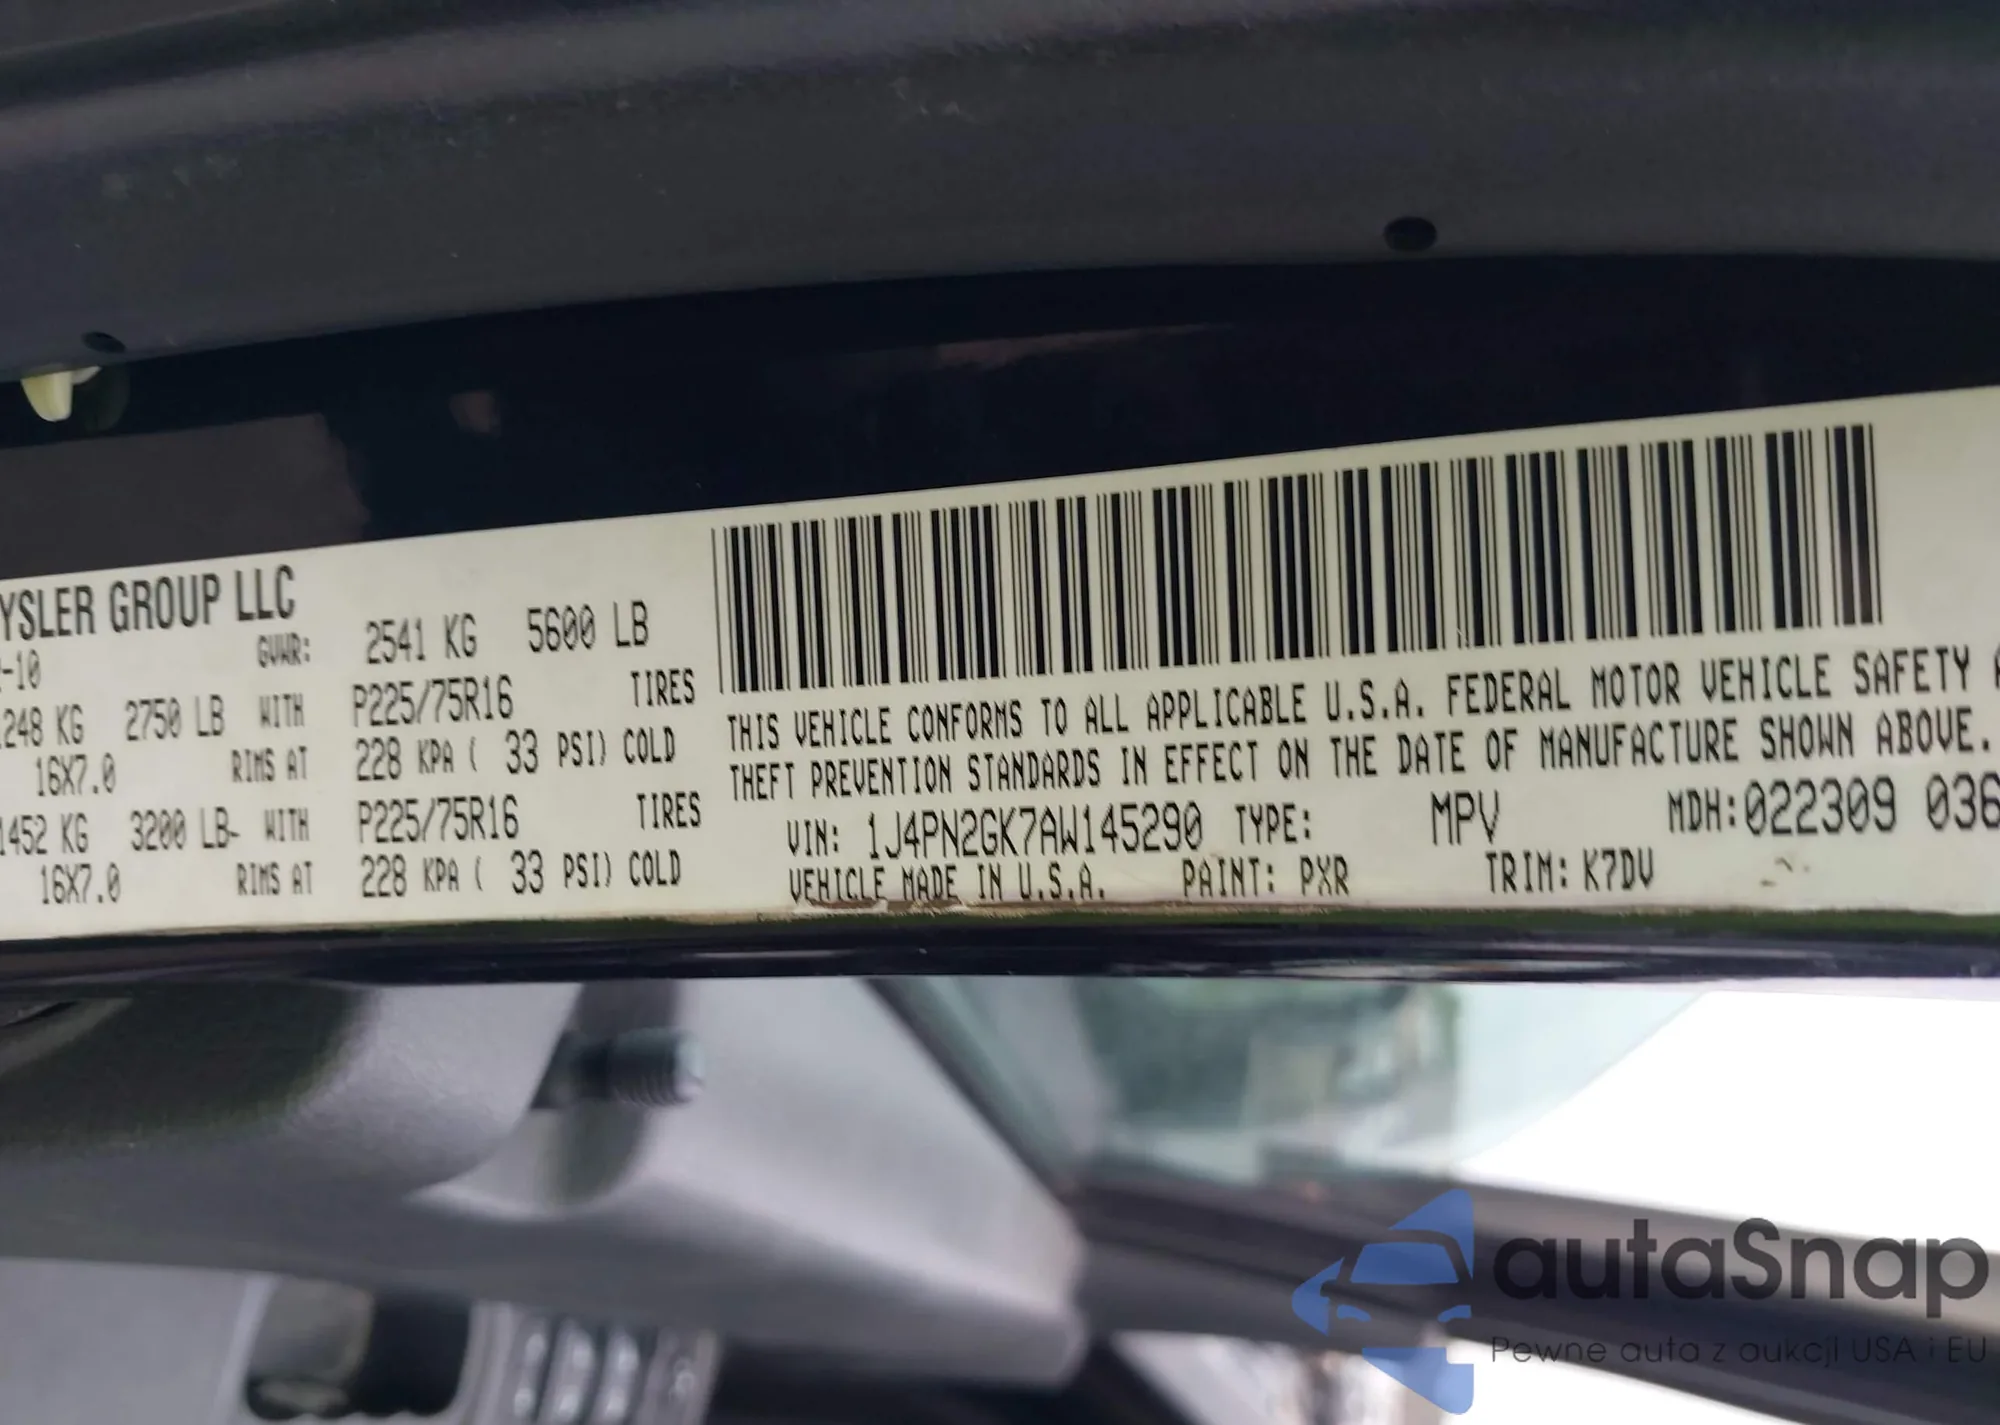 YSLER GROUP LLC
-10
GVWR: 2541 KG 5600 LB
248 KG 2750 LB WITH P225/75R16 TIRES
16X7.0 RIMS AT 228 KPA ( 33 PSI) COLD
1452 KG 3200 LB WITH P225/75R16 TIRES
16X7.0 RIMS AT 228 KPA ( 33 PSI) COLD
THIS VEHICLE CONFORMS TO ALL APPLICABLE U.S.A. FEDERAL MOTOR VEHICLE SAFETY
THEFT PREVENTION STANDARDS IN EFFECT ON THE DATE OF MANUFACTURE SHOWN ABOVE.
VIN: 1J4PN2GK7AW145290 TYPE: MPV MDH:022309 036
VEHICLE MADE IN U.S.A. PAINT: PXR TRIM: K7DV
autaSnap
Pewne auta z aukcji USA i EU